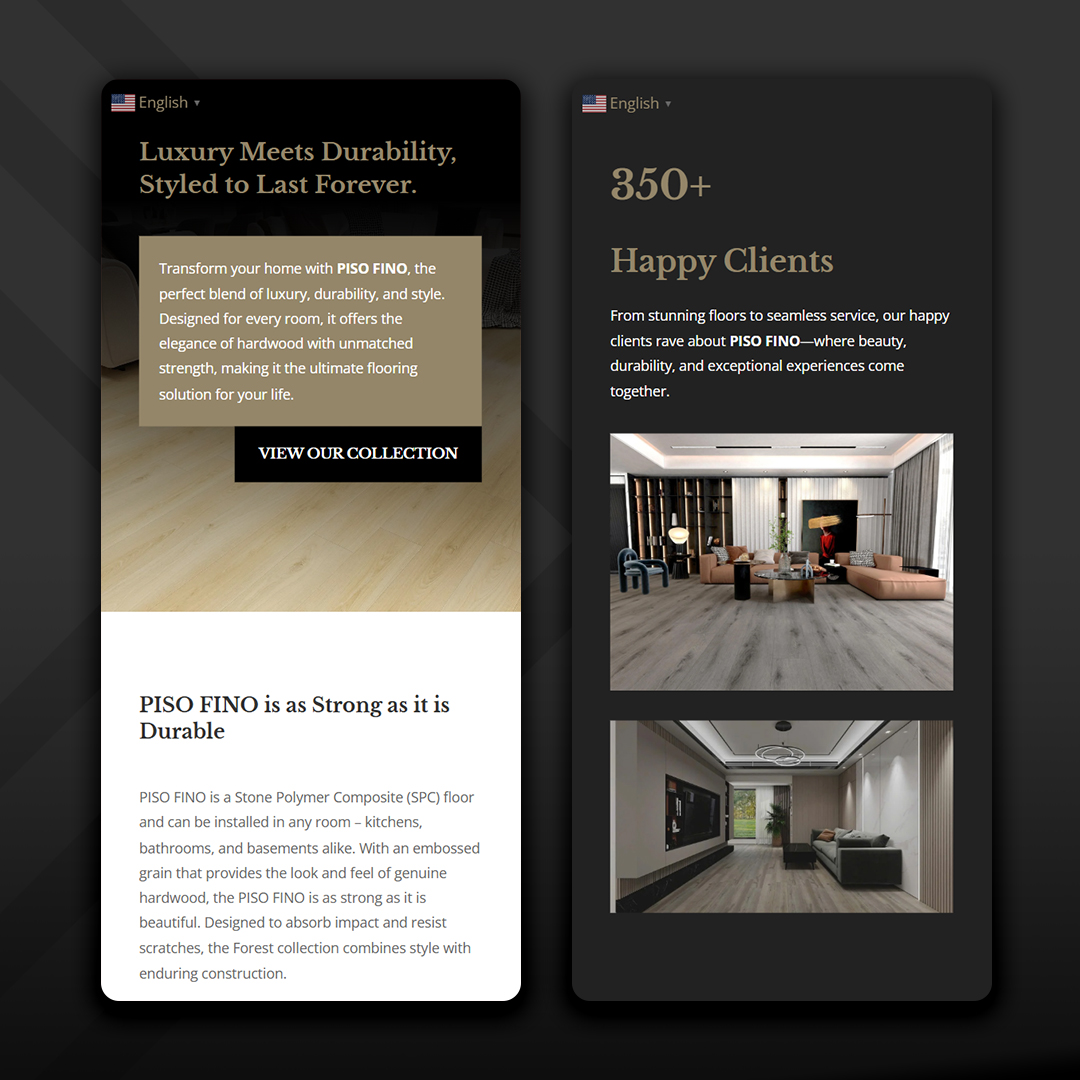 English ▼
Luxury Meets Durability,
Styled to Last Forever.
Transform your home with PISO FINO, the
perfect blend of luxury, durability, and style.
Designed for every room, it offers the
elegance of hardwood with unmatched
strength, making it the ultimate flooring
solution for your life.
VIEW OUR COLLECTION
PISO FINO is as Strong as it is
Durable
PISO FINO is a Stone Polymer Composite (SPC) floor
and can be installed in any room – kitchens,
bathrooms, and basements alike. With an embossed
grain that provides the look and feel of genuine
hardwood, the PISO FINO is as strong as it is
beautiful. Designed to absorb impact and resist
scratches, the Forest collection combines style with
enduring construction.
English ▼
350+
Happy Clients
From stunning floors to seamless service, our happy
clients rave about PISO FINO—where beauty,
durability, and exceptional experiences come
together.